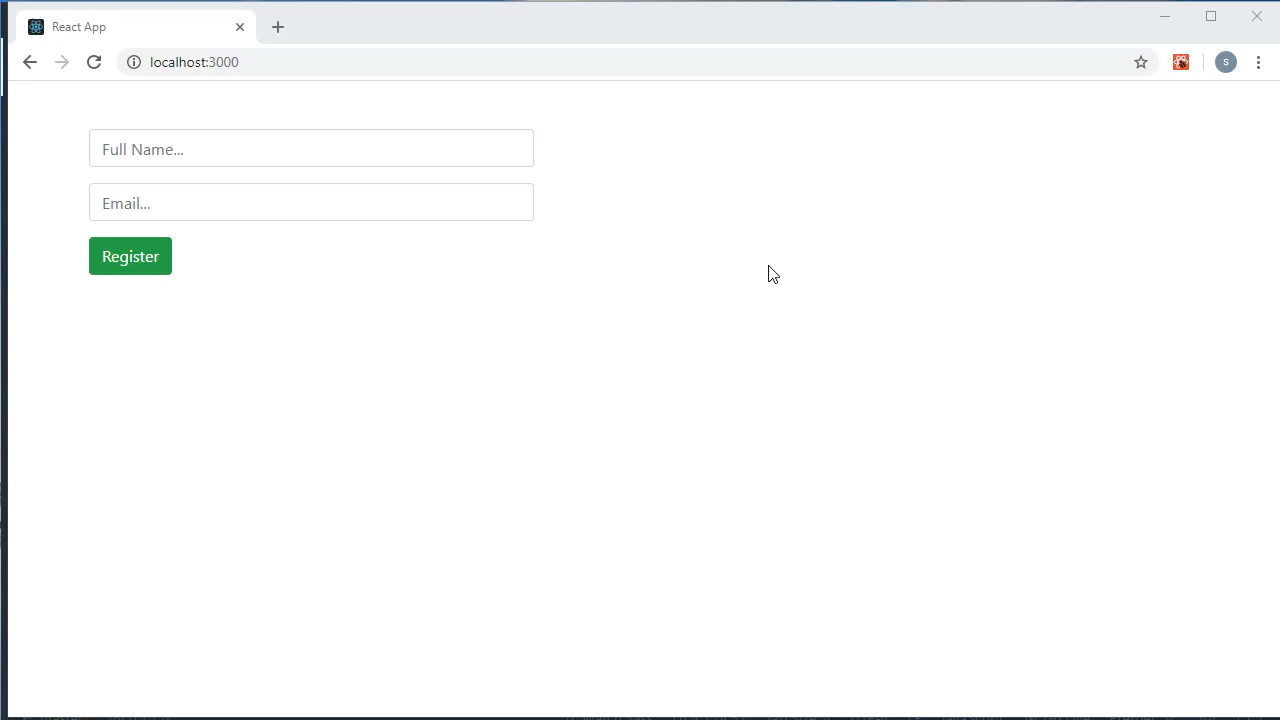 React App
localhost:3000
S
Full Name...
Email...
Register